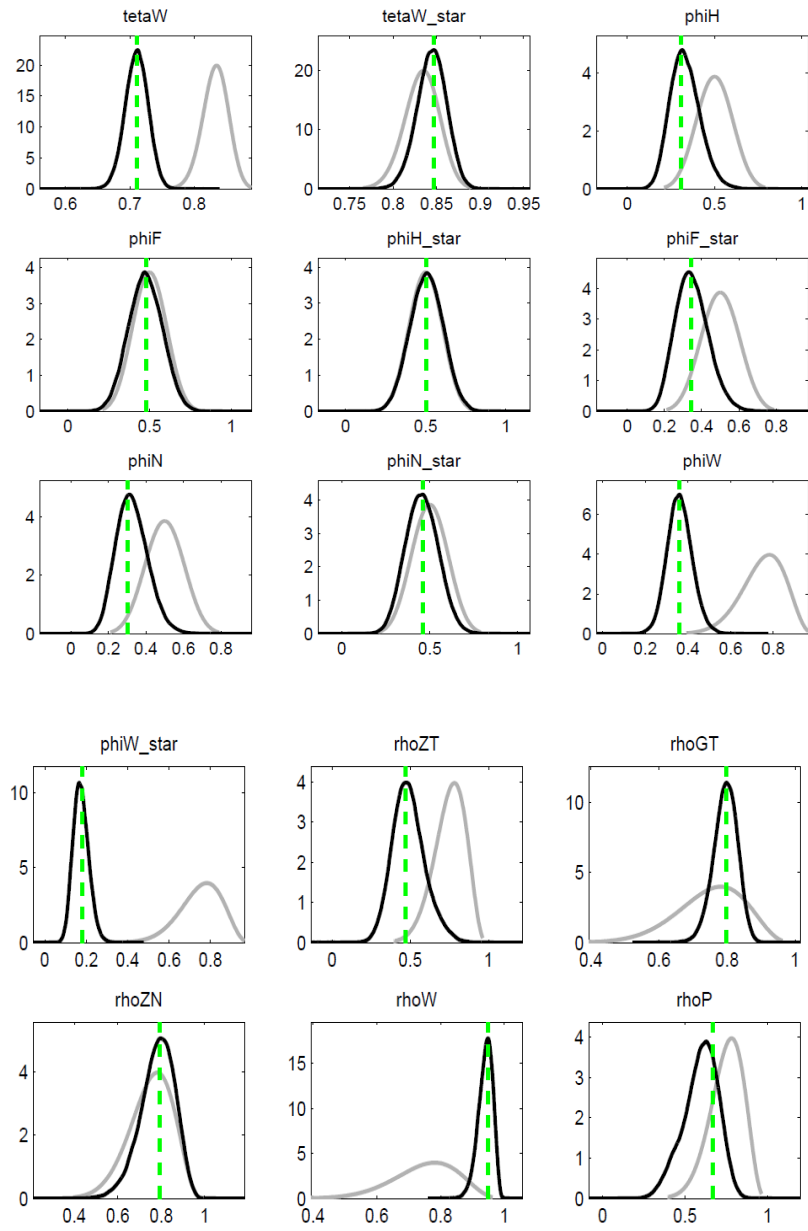 tetaW tetaW_star phiH
20 15 10 5 0 20 10 0 4 2 0
0.6 0.7 0.8 0.75 0.8 0.85 0.9 0.95 0 0.5 1
phiF phiH_star phiF_star
4 3 2 1 0 4 3 2 1 0 4 3 2 1 0
0 0.5 1 0 0.5 1 0 0.2 0.4 0.6 0.8
phiN phiN_star phiW
4 2 0 4 3 2 1 0 6 4 2 0
0 0.2 0.4 0.6 0.8 0 0.5 1 0 0.2 0.4 0.6 0.8
phiW_star rhoZT rhoGT
10 5 0 4 3 2 1 0 10 5 0
0 0.2 0.4 0.6 0.8 0 0.5 1 0.4 0.6 0.8 1
rhoZN rhoW rhoP
4 2 0 15 10 5 0 4 3 2 1 0
0.4 0.6 0.8 1 0.4 0.6 0.8 1 0 0.5 1